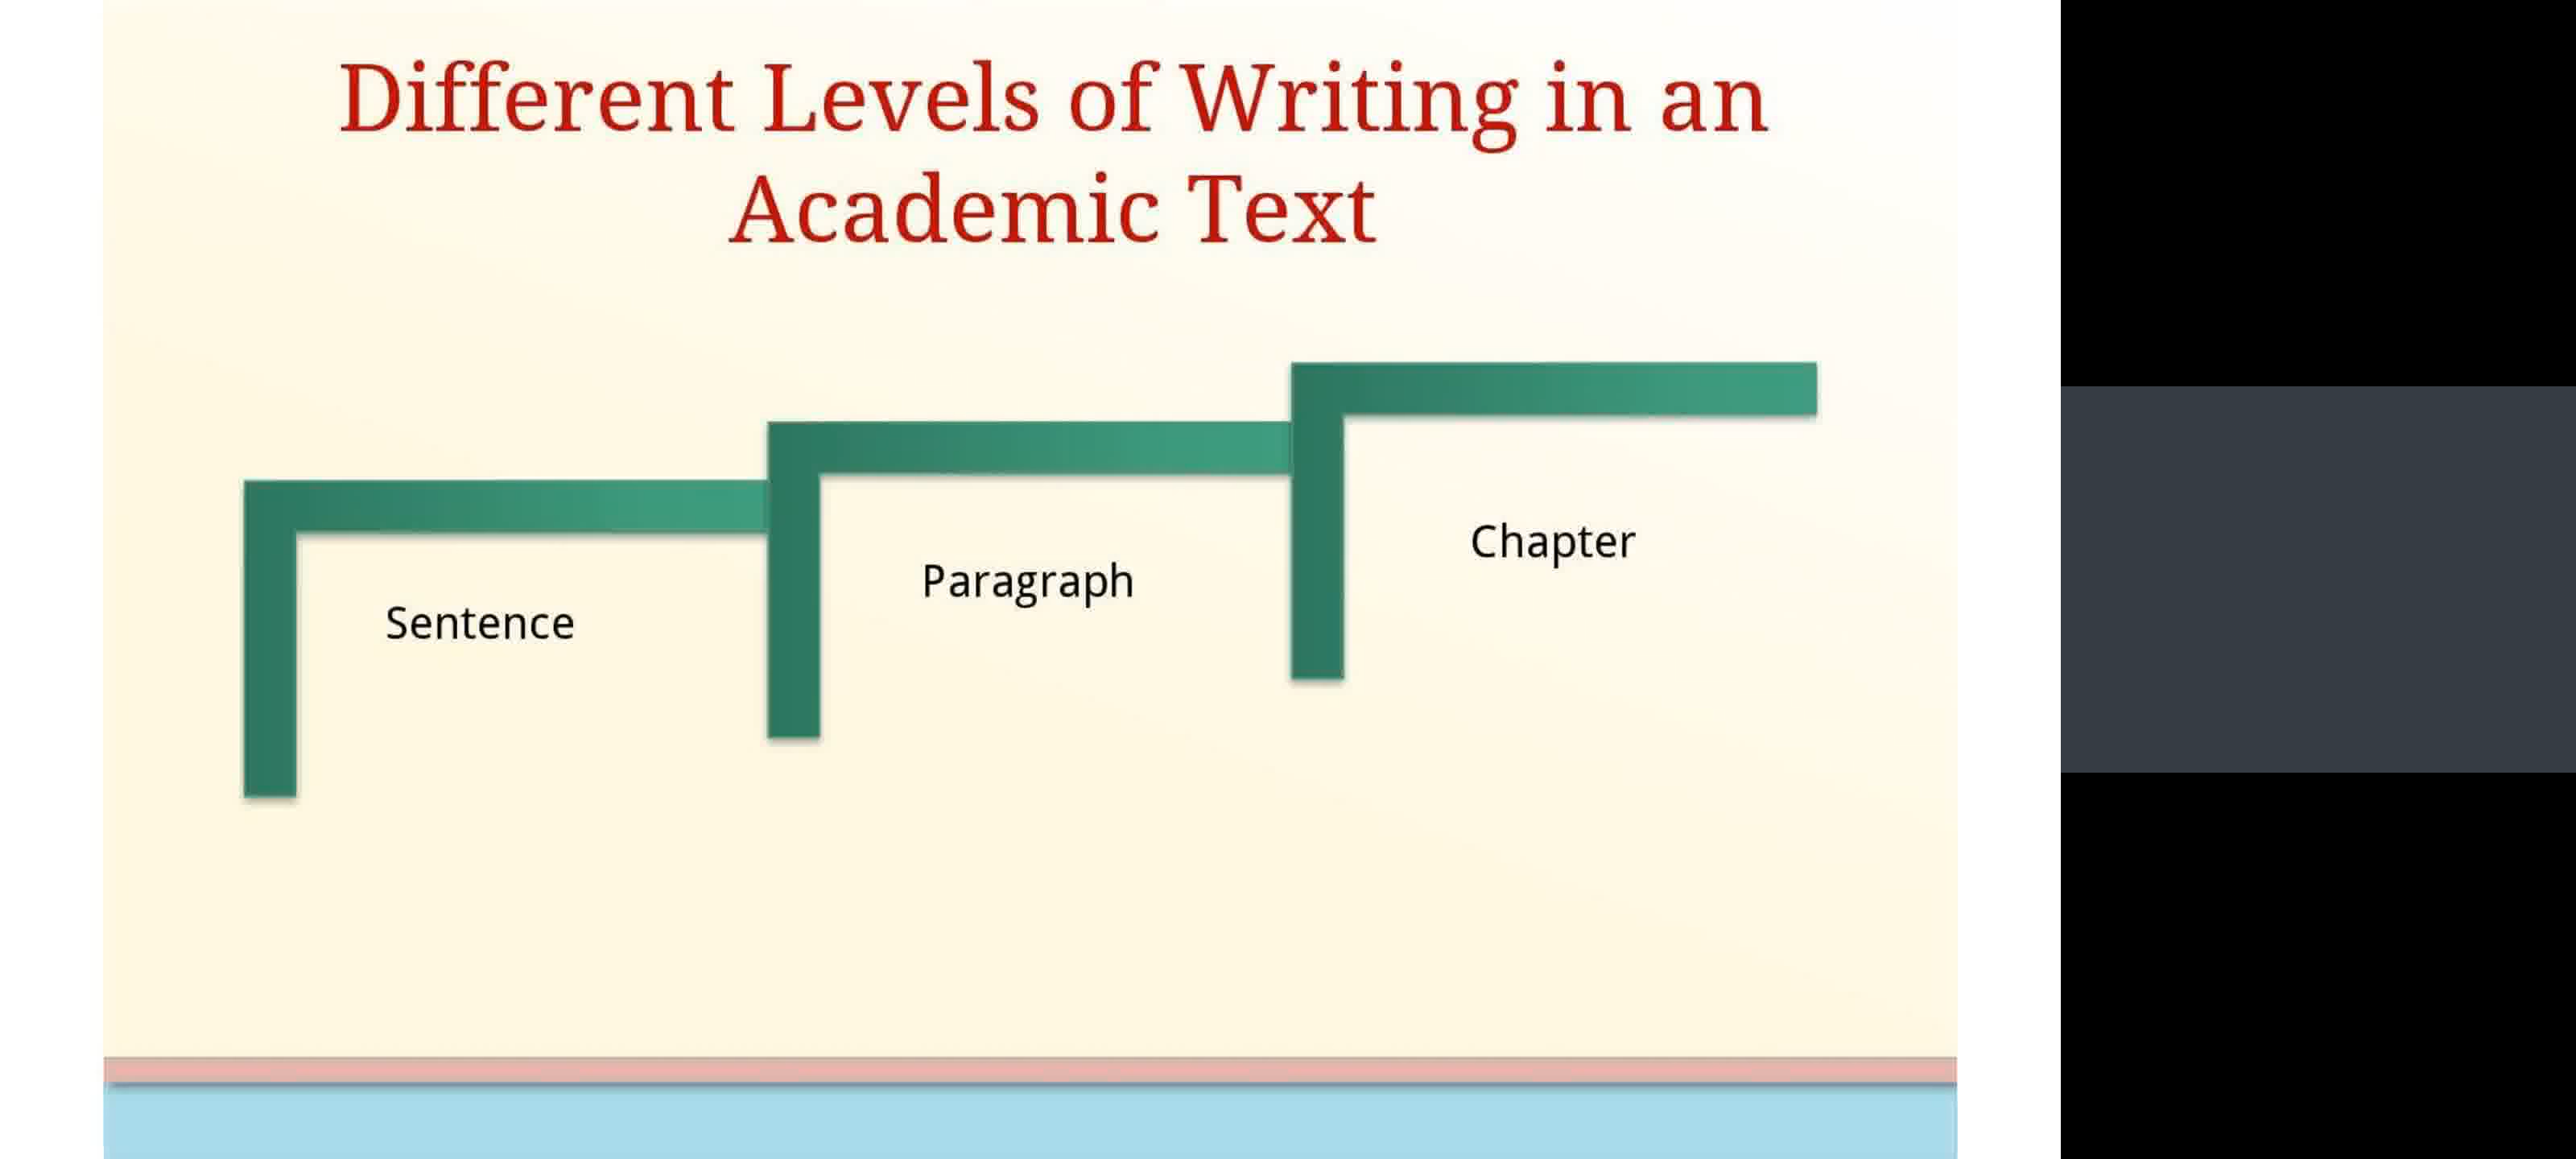 Different Levels of Writing in an
Academic Text
Sentence
Paragraph
Chapter